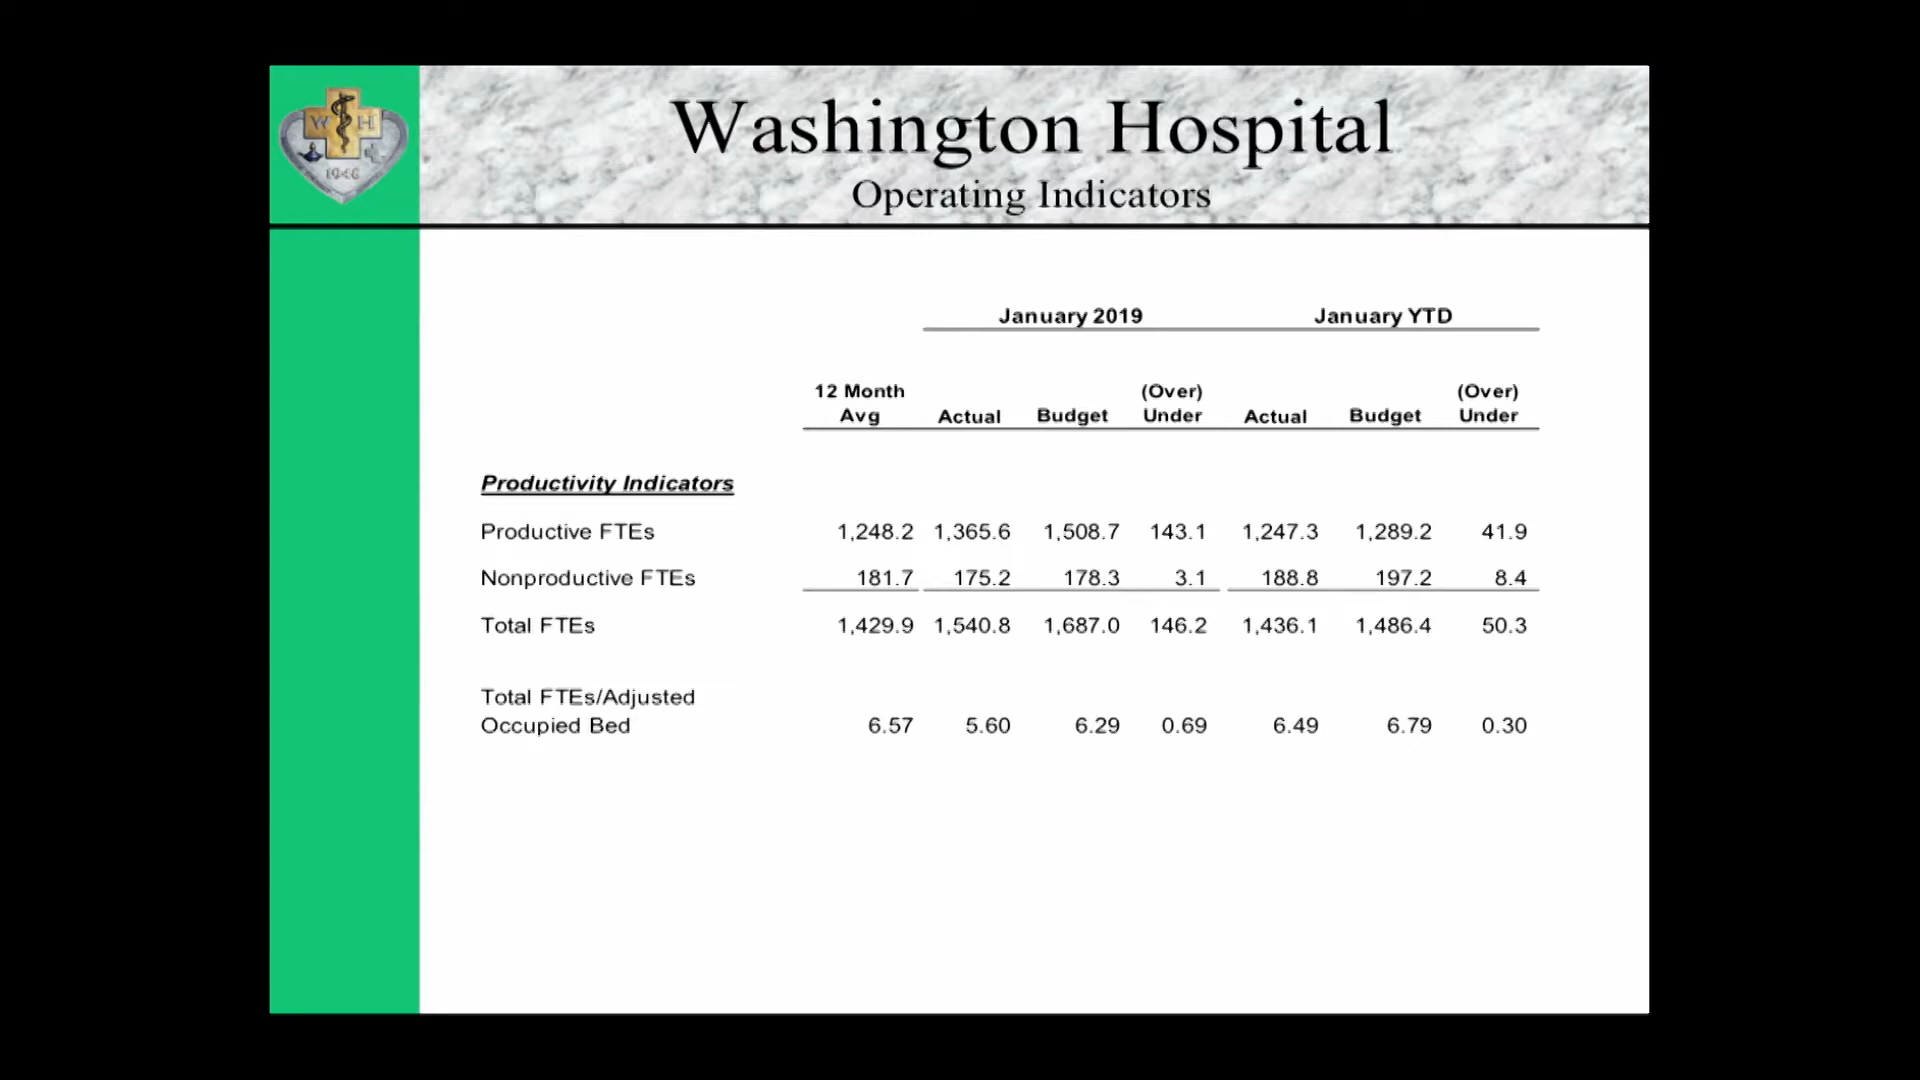 W H
1948
Washington Hospital
Operating Indicators
January 2019 January YTD
12 Month (Over) (Over)
Avg Actual Budget Under Actual Budget Under
Productivity Indicators
Productive FTEs 1,248.2 1,365.6 1,508.7 143.1 1,247.3 1,289.2 41.9
Nonproductive FTEs 181.7 175.2 178.3 3.1 188.8 197.2 8.4
Total FTEs 1,429.9 1,540.8 1,687.0 146.2 1,436.1 1,486.4 50.3
Total FTEs/Adjusted
Occupied Bed 6.57 5.60 6.29 0.69 6.49 6.79 0.30